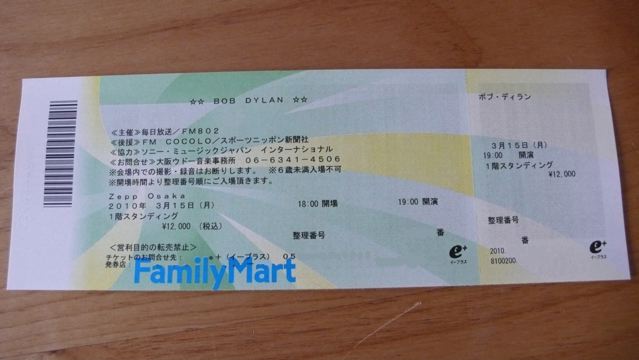 ☆☆ BOB DYLAN ☆☆
≪主催≫毎日放送／FM802
≪後援≫FM COCOLO／スポーツニッポン新聞社
≪協力≫ソニー・ミュージックジャパン インターナショナル
≪お問合せ≫大阪ウドー音楽事務所 06-6341-4506
※会場内での撮影・録音はお断りします。 ※6歳未満入場不可
※開場時間より整理番号順にご入場頂きます。
Zepp Osaka
2010年 3月15日（月） 18:00 開場 19:00 開演
1階スタンディング
¥12,000 （税込）
整理番号 番
＜営利目的の転売禁止＞
チケットのお問合せ先： e+（イープラス） 05
発券店：
FamilyMart
e+
イープラス
ボブ・ディラン
3月15日（月）
19:00 開演
1階スタンディング
¥12,000
整理番号
番
2010.
8100200.
e+
イープラス